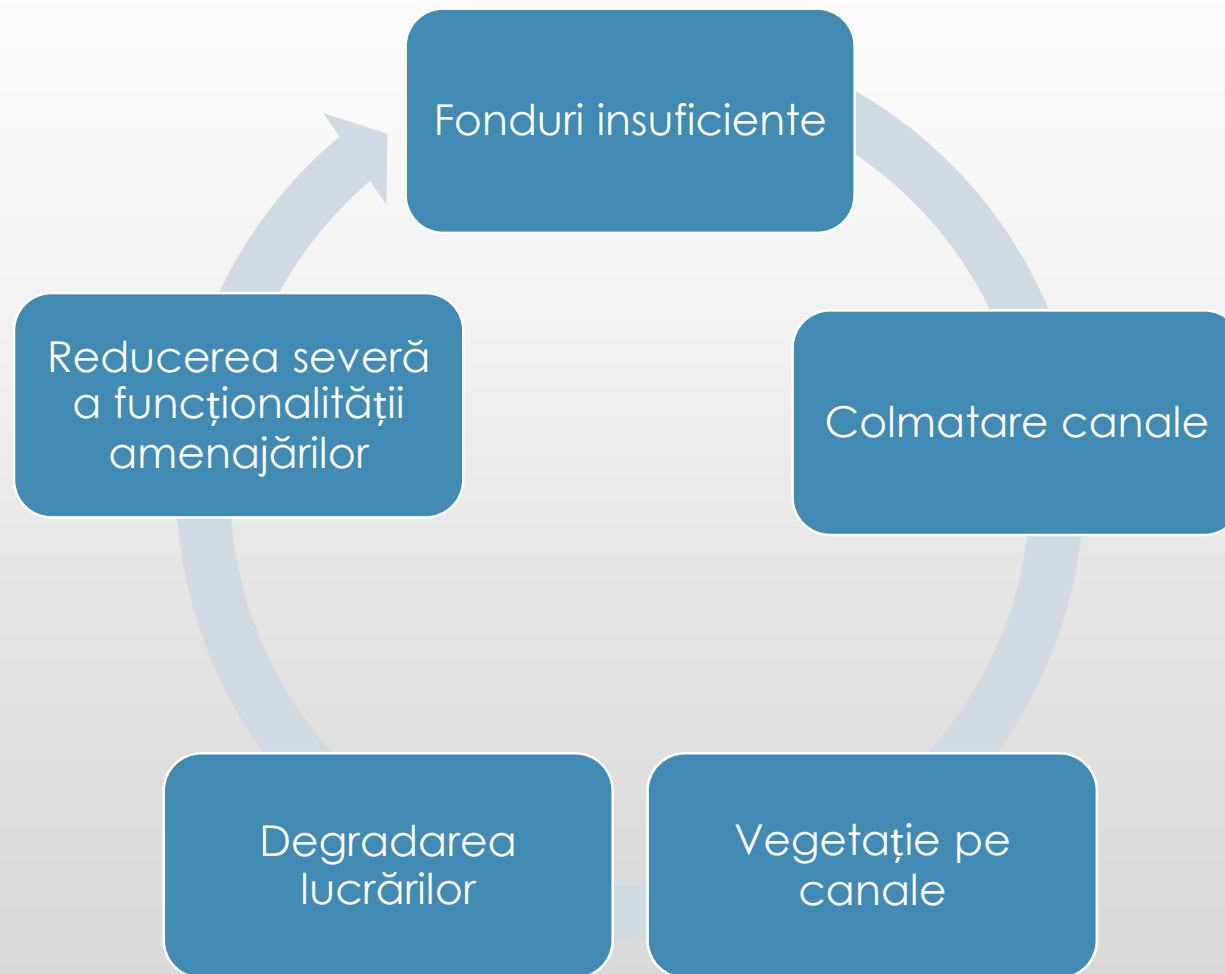 Fonduri insuficiente
Colmatare canale
Vegetație pe
canale
Degradarea
lucrărilor
Reducerea severă
a funcționalității
amenajărilor